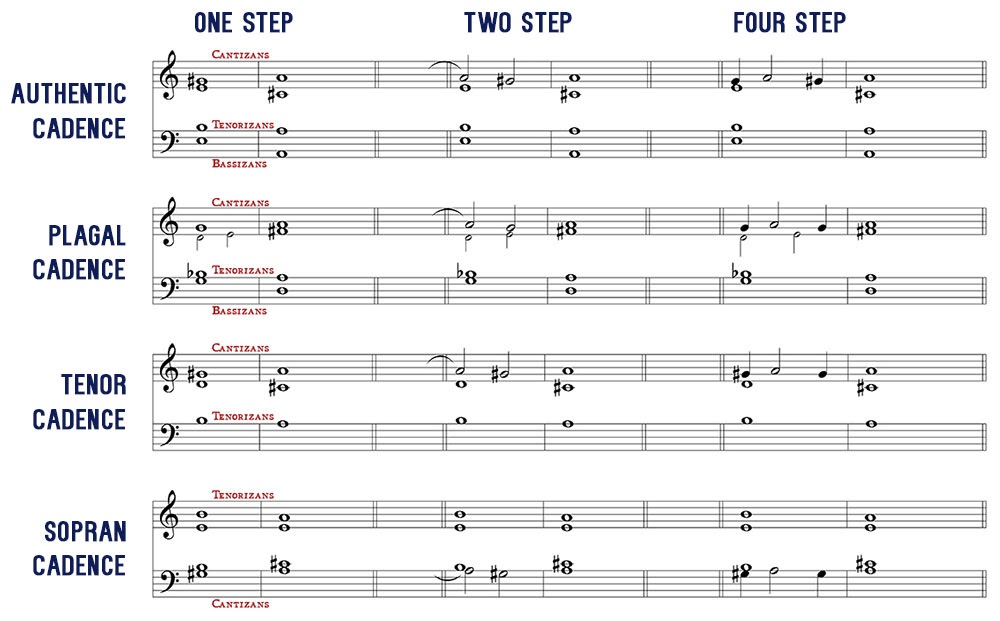 ONE STEP TWO STEP FOUR STEP
AUTHENTIC
CADENCE
Cantizans
Tenorizans
Bassizans
PLAGAL
CADENCE
Cantizans
Tenorizans
Bassizans
TENOR
CADENCE
Cantizans
Tenorizans
SOPRAN
CADENCE
Tenorizans
Cantizans